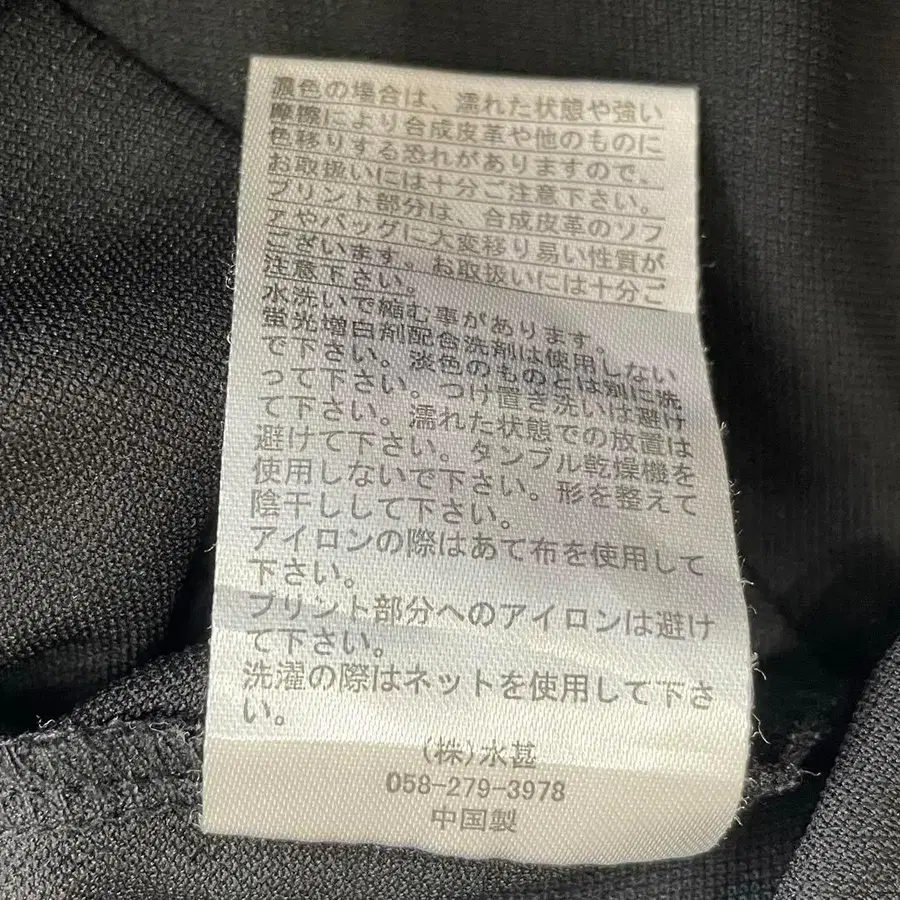 濃色の場合は、濡れた状態や強い
摩擦により合成皮革や他のものに
色移りする恐れがありますので、
お取扱いには十分ご注意下さい。
プリント部分は、合成皮革のソフ
アやバッグに大変移り易い性質が
ございます。お取扱いには十分ご
注意下さい。
水洗いで縮む事があります。
蛍光増白剤配合洗剤は使用しない
で下さい。淡色のものとは別に洗
って下さい。つけ置き洗いは避け
て下さい。濡れた状態での放置は
避けて下さい。タンブル乾燥機を
使用しないで下さい。形を整えて
陰干しして下さい。
アイロンの際はあて布を使用して
下さい。
プリント部分へのアイロンは避け
て下さい。
洗濯の際はネットを使用して下さ
い。
(株)水甚
058-279-3978
中国製